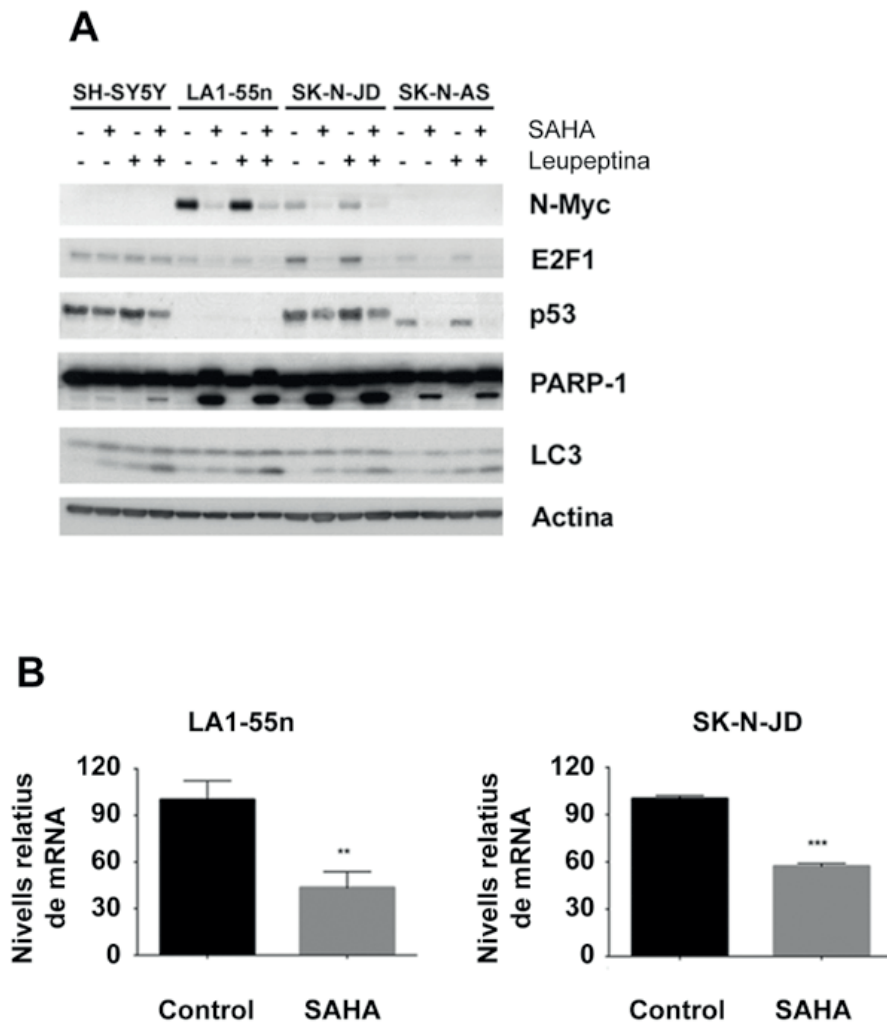 A
SH-SY5Y LA1-55n SK-N-JD SK-N-AS
- + - + - + - + - + - + - + - + SAHA
- - + + - - + + - - + + - - + + Leupeptina
N-Myc
E2F1
p53
PARP-1
LC3
Actina
B
LA1-55n
Nivells relatius
de mRNA
120
90
60
30
0
**
Control SAHA
SK-N-JD
Nivells relatius
de mRNA
120
90
60
30
0
***
Control SAHA